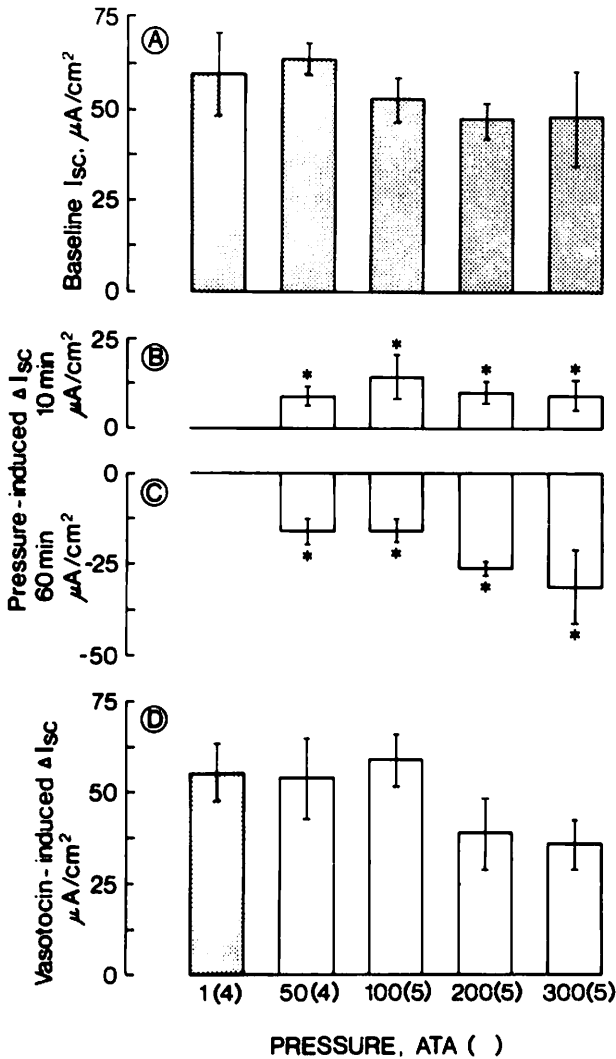 75
50
25
0
Baseline Isc, μA/cm²
Ⓐ
25
0
Ⓑ
* * * *
Pressure-induced Δ Isc
10 min
μA/cm²
0
-25
-50
Ⓒ
* * * *
60 min
μA/cm²
75
50
25
0
Ⓓ
Vasotocin-induced Δ Isc
μA/cm²
1(4) 50(4) 100(5) 200(5) 300(5)
PRESSURE, ATA ( )